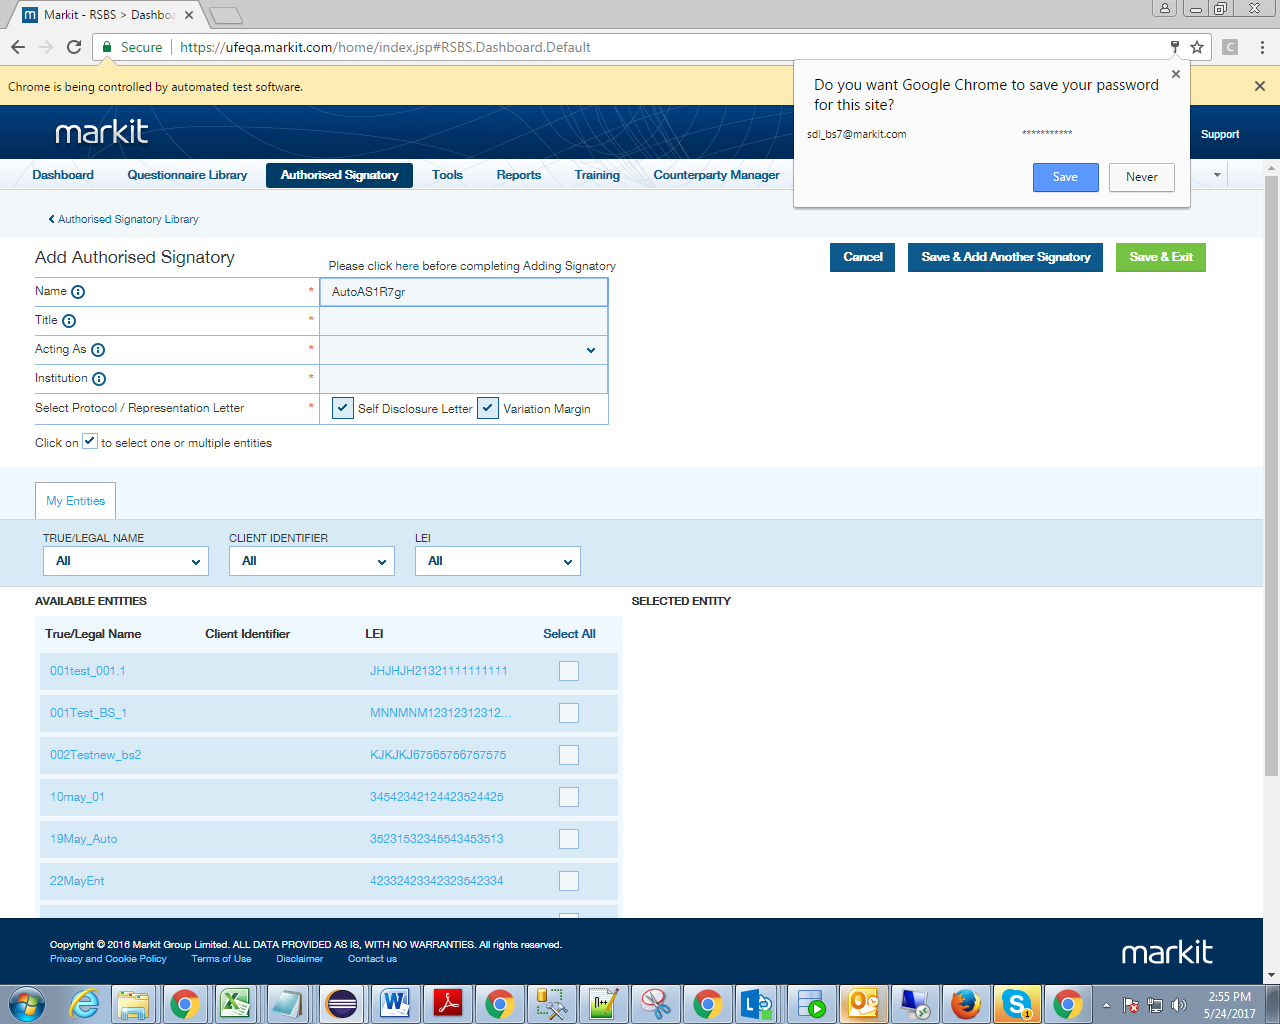 Markit - RSBS > Dashboa
Secure
https://ufeqa.markit.com/home/index.jsp#RSBS.Dashboard.Default
Chrome is being controlled by automated test software.
Do you want Google Chrome to save your password
for this site?
sdl_bs7@markit.com ***********
Save Never
markit
Support
Dashboard Questionnaire Library Authorised Signatory Tools Reports Training Counterparty Manager
Authorised Signatory Library
Add Authorised Signatory
Please click here before completing Adding Signatory
Cancel Save & Add Another Signatory Save & Exit
Name * AutoAS1R7gr
Title *
Acting As *
Institution *
Select Protocol / Representation Letter * Self Disclosure Letter Variation Margin
Click on to select one or multiple entities
My Entities
TRUE/LEGAL NAME CLIENT IDENTIFIER LEI
All All All
AVAILABLE ENTITIES SELECTED ENTITY
True/Legal Name Client Identifier LEI Select All
001test_001.1 JHJHJH21321111111111
001Test_BS_1 MNNMNM12312312312...
002Testnew_bs2 KJKJKJ67565756757575
10may_01 34542342124423524425
19May_Auto 35231532345543453513
22MayEnt 42332423342323542334
Copyright © 2016 Markit Group Limited. ALL DATA PROVIDED AS IS, WITH NO WARRANTIES. All rights reserved.
Privacy and Cookie Policy Terms of Use Disclaimer Contact us
markit
2:55 PM
5/24/2017